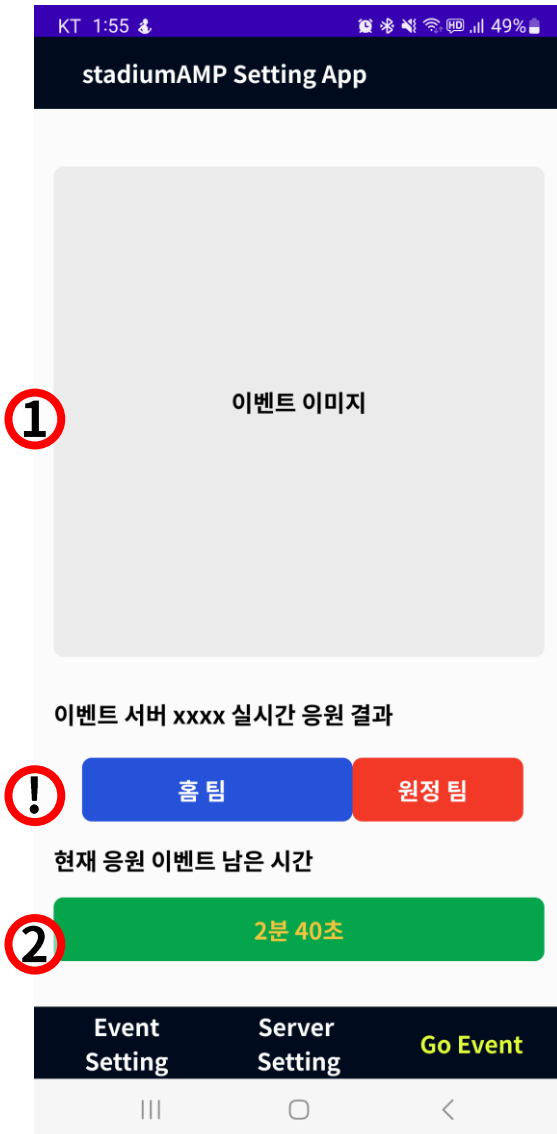 KT 1:55 HD 49%
stadiumAMP Setting App
이벤트 이미지
1
이벤트 서버 xxxx 실시간 응원 결과
! 홈 팀 원정 팀
현재 응원 이벤트 남은 시간
2 2분 40초
Event Server
Setting Setting Go Event